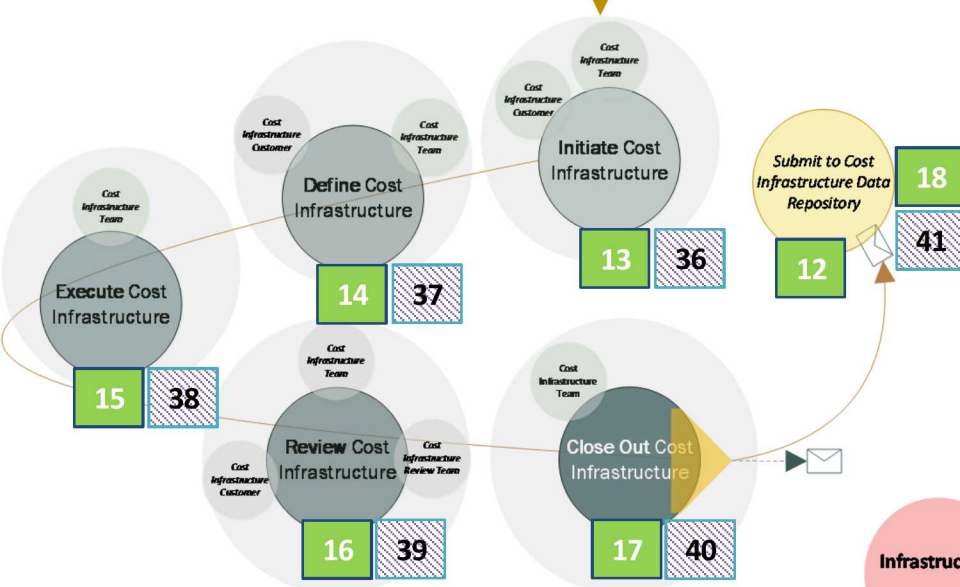 Cost
Infrastructure
Team
Cost
Infrastructure
Customer
Initiate Cost
Infrastructure
13
36
Cost
Infrastructure
Customer
Cost
Infrastructure
Team
Define Cost
Infrastructure
14
37
Submit to Cost
Infrastructure Data
Repository
18
41
12
Cost
Infrastructure
Team
Execute Cost
Infrastructure
15
38
Cost
Infrastructure
Team
Review Cost
Infrastructure
Cost
Infrastructure
Review Team
Cost
Infrastructure
Customer
16
39
Cost
Infrastructure
Team
Close Out Cost
Infrastructure
17
40
Infrastruc